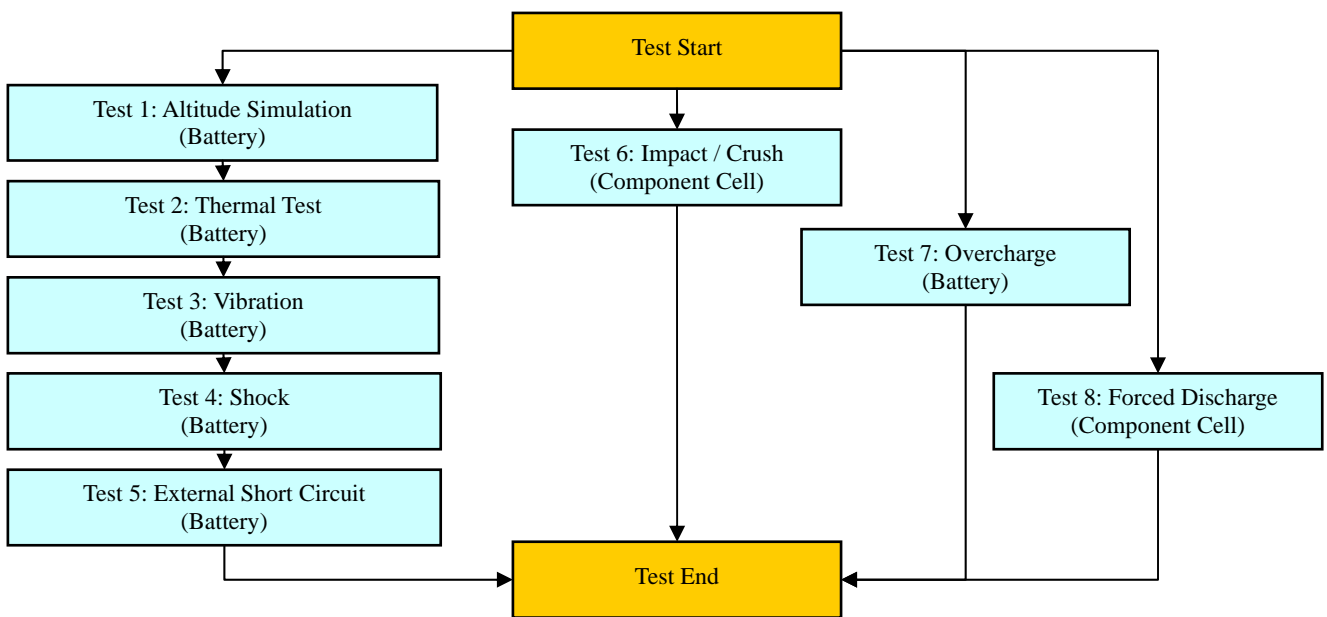 Test Start
Test 1: Altitude Simulation
(Battery)
Test 2: Thermal Test
(Battery)
Test 3: Vibration
(Battery)
Test 4: Shock
(Battery)
Test 5: External Short Circuit
(Battery)
Test 6: Impact / Crush
(Component Cell)
Test 7: Overcharge
(Battery)
Test 8: Forced Discharge
(Component Cell)
Test End